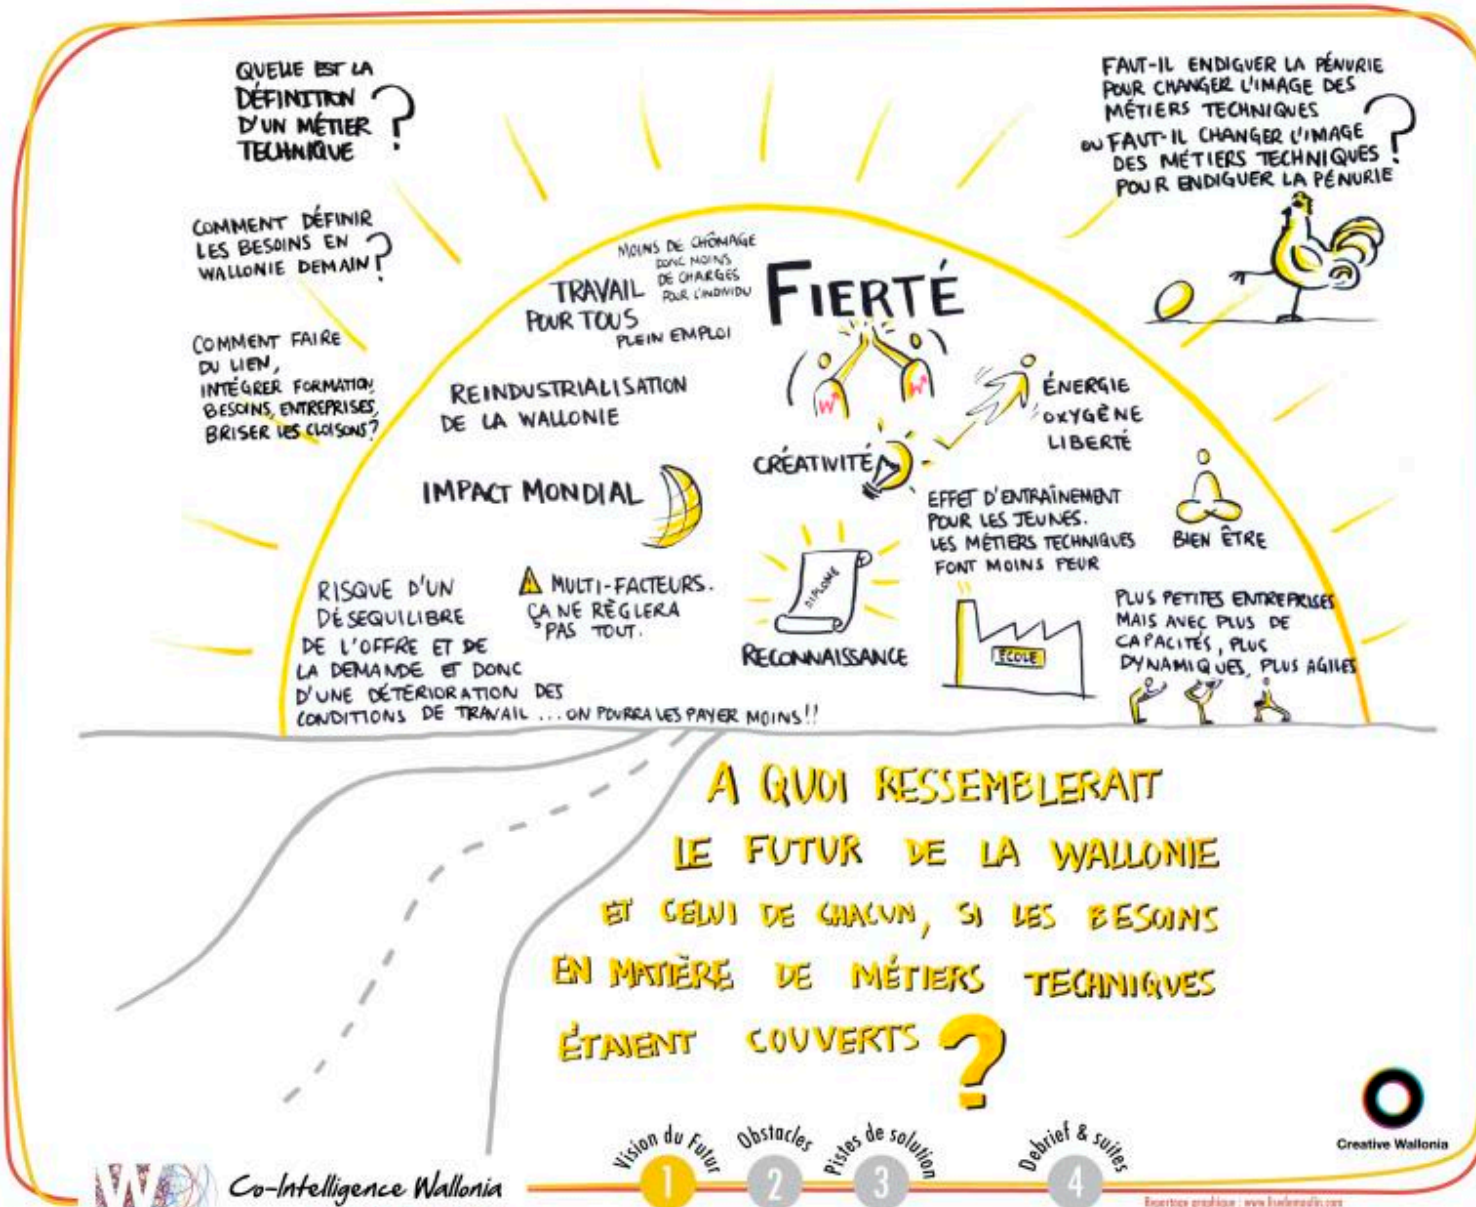 QUELLE EST LA
DÉFINITION
D'UN MÉTIER
TECHNIQUE ?
COMMENT DÉFINIR
LES BESOINS EN
WALLONIE DEMAIN ?
COMMENT FAIRE
DU LIEN,
INTÉGRER FORMATION,
BESOINS, ENTREPRISES,
BRISER LES CLOISONS ?
FAUT-IL ENDIGUER LA PÉNURIE
POUR CHANGER L'IMAGE DES
MÉTIERS TECHNIQUES
OU FAUT-IL CHANGER L'IMAGE
DES MÉTIERS TECHNIQUES ?
POUR ENDIGUER LA PÉNURIE
MOINS DE CHÔMAGE
DONC MOINS
DE CHARGES
POUR L'INDIVIDU
TRAVAIL
POUR TOUS
PLEIN EMPLOI
FIERTÉ
W
W
REINDUSTRIALISATION
DE LA WALLONIE
ÉNERGIE
OXYGÈNE
LIBERTÉ
CRÉATIVITÉ
IMPACT MONDIAL
EFFET D'ENTRAÎNEMENT
POUR LES JEUNES.
LES MÉTIERS TECHNIQUES
FONT MOINS PEUR
BIEN ÊTRE
RISQUE D'UN
DÉSEQUILIBRE
DE L'OFFRE ET DE
LA DEMANDE ET DONC
D'UNE DÉTÉRIORATION DES
CONDITIONS DE TRAVAIL ... ON POURRA LES PAYER MOINS!!
! MULTI-FACTEURS.
ÇA NE RÈGLERA
PAS TOUT.
DIPLOME
RECONNAISSANCE
ECOLE
PLUS PETITES ENTREPRISES
MAIS AVEC PLUS DE
CAPACITÉS, PLUS
DYNAMIQUES, PLUS AGILES
A QUOI RESSEMBLERAIT
LE FUTUR DE LA WALLONIE
ET CELUI DE CHACUN, SI LES BESOINS
EN MATIÈRE DE MÉTIERS TECHNIQUES
ÉTAIENT COUVERTS ?
Creative Wallonia
W
Co-Intelligence Wallonia
Vision du Futur
1
Obstacles
2
Pistes de solution
3
Debrief & suites
4